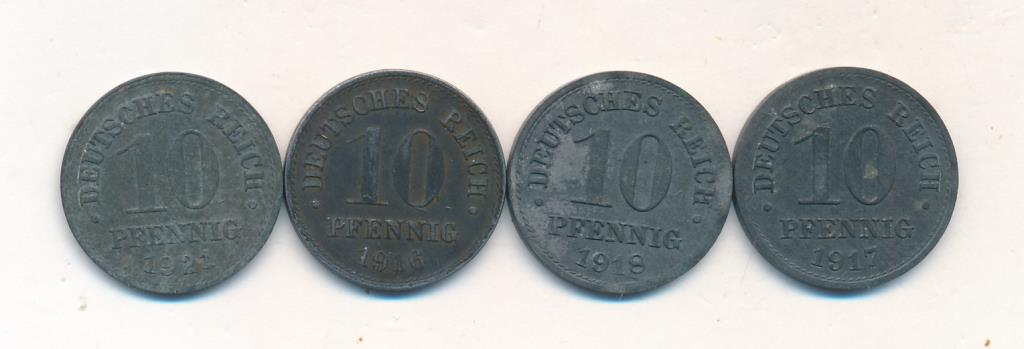 · DEUTSCHES REICH ·
10
PFENNIG
1921
· DEUTSCHES REICH ·
10
PFENNIG
1916
· DEUTSCHES REICH ·
10
PFENNIG
1918
· DEUTSCHES REICH ·
10
PFENNIG
1917